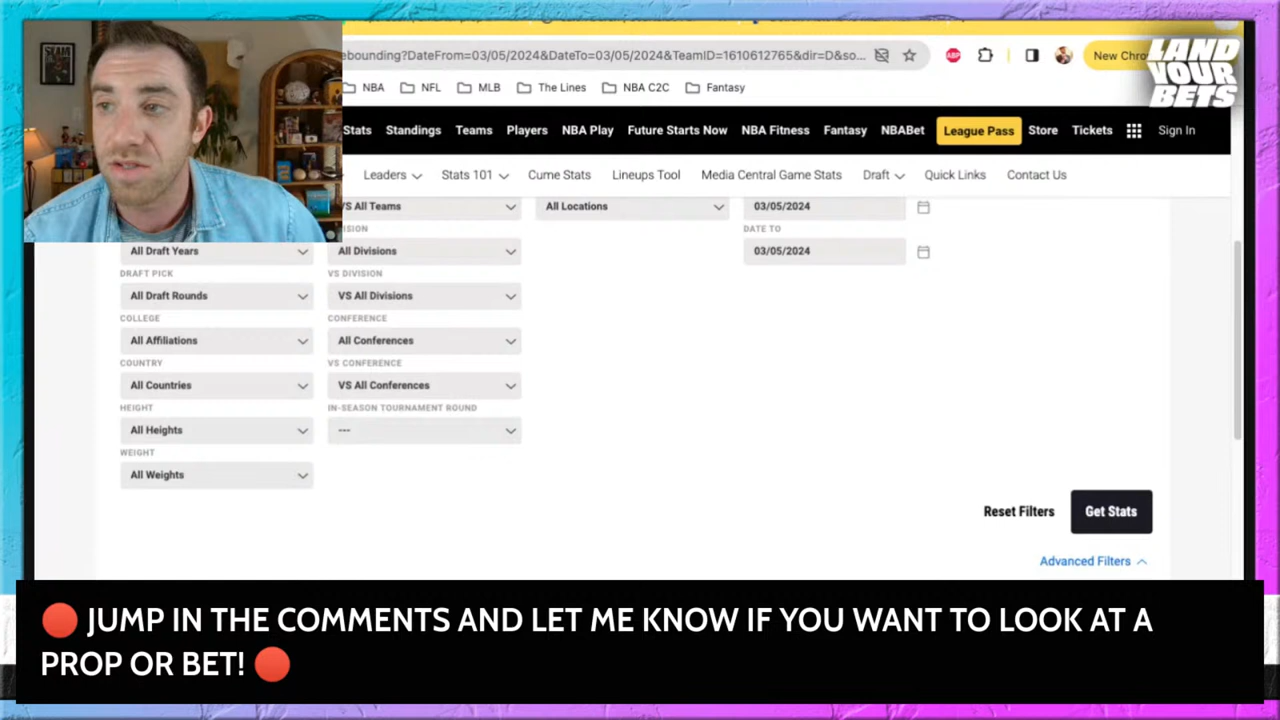 SLAM
ebounding?DateFrom=03/05/2024&DateTo=03/05/2024&TeamID=1610612765&dir=D&so...
ABP
New Chro
LAND
YOUR
BETS
NBA
NFL
MLB
The Lines
NBA C2C
Fantasy
Stats
Standings
Teams
Players
NBA Play
Future Starts Now
NBA Fitness
Fantasy
NBABet
League Pass
Store
Tickets
Sign In
Leaders
Stats 101
Cume Stats
Lineups Tool
Media Central Game Stats
Draft
Quick Links
Contact Us
VS All Teams
All Locations
03/05/2024
ISION
DATE TO
All Draft Years
All Divisions
03/05/2024
DRAFT PICK
VS DIVISION
All Draft Rounds
VS All Divisions
COLLEGE
CONFERENCE
All Affiliations
All Conferences
COUNTRY
VS CONFERENCE
All Countries
VS All Conferences
HEIGHT
IN-SEASON TOURNAMENT ROUND
All Heights
---
WEIGHT
All Weights
Reset Filters
Get Stats
Advanced Filters
🔴 JUMP IN THE COMMENTS AND LET ME KNOW IF YOU WANT TO LOOK AT A
PROP OR BET! 🔴